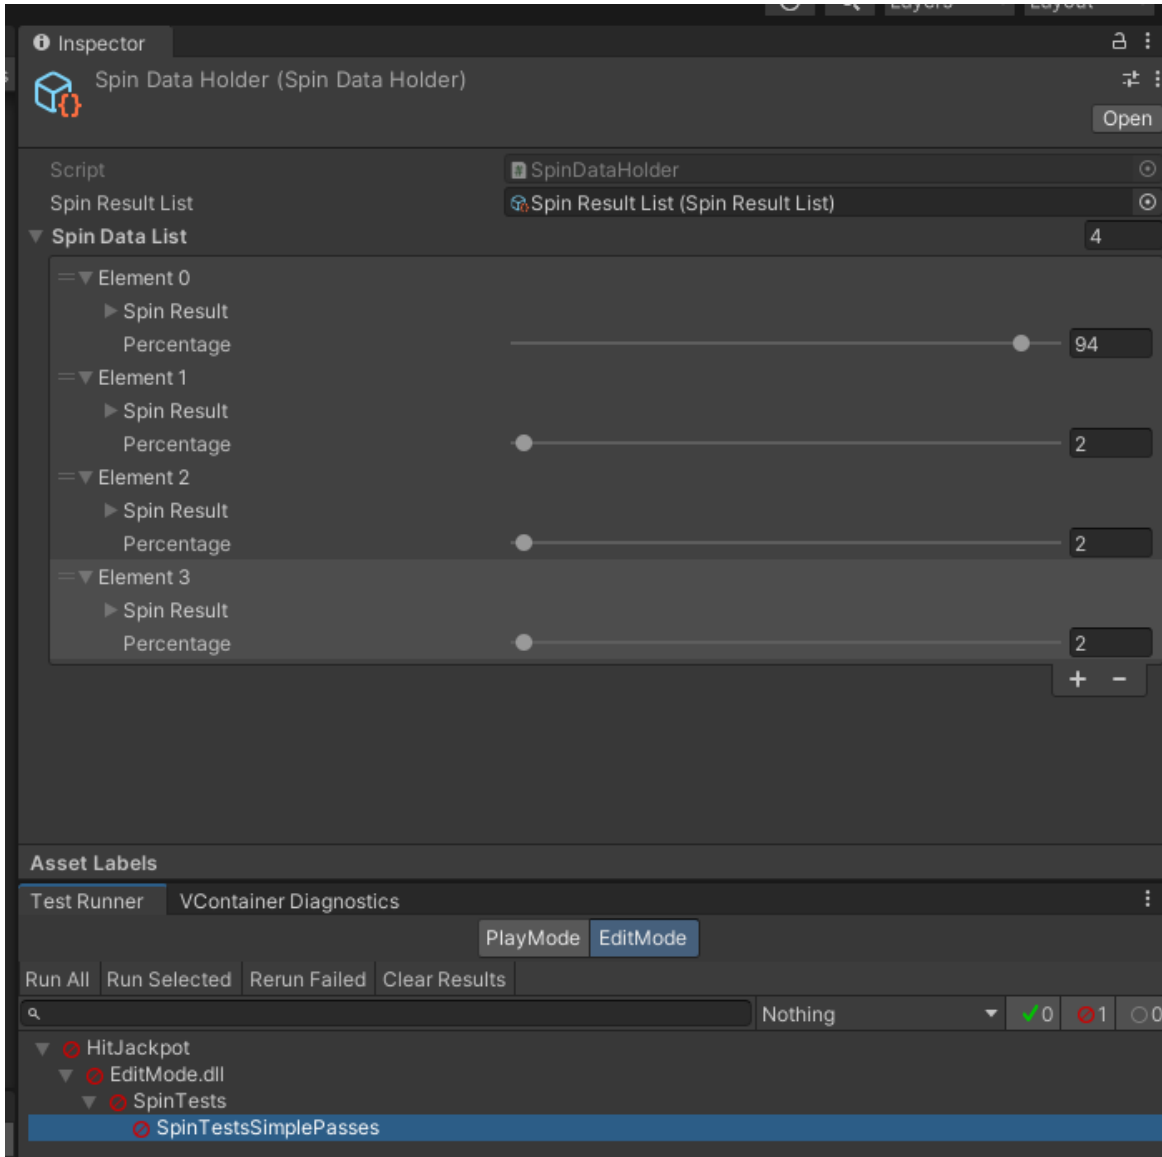 Inspector
Spin Data Holder (Spin Data Holder)
Open
Script SpinDataHolder
Spin Result List Spin Result List (Spin Result List)
Spin Data List 4
Element 0
Spin Result
Percentage 94
Element 1
Spin Result
Percentage 2
Element 2
Spin Result
Percentage 2
Element 3
Spin Result
Percentage 2
+ −
Asset Labels
Test Runner VContainer Diagnostics
PlayMode EditMode
Run All Run Selected Rerun Failed Clear Results
Nothing 0 1 0
HitJackpot
EditMode.dll
SpinTests
SpinTestsSimplePasses